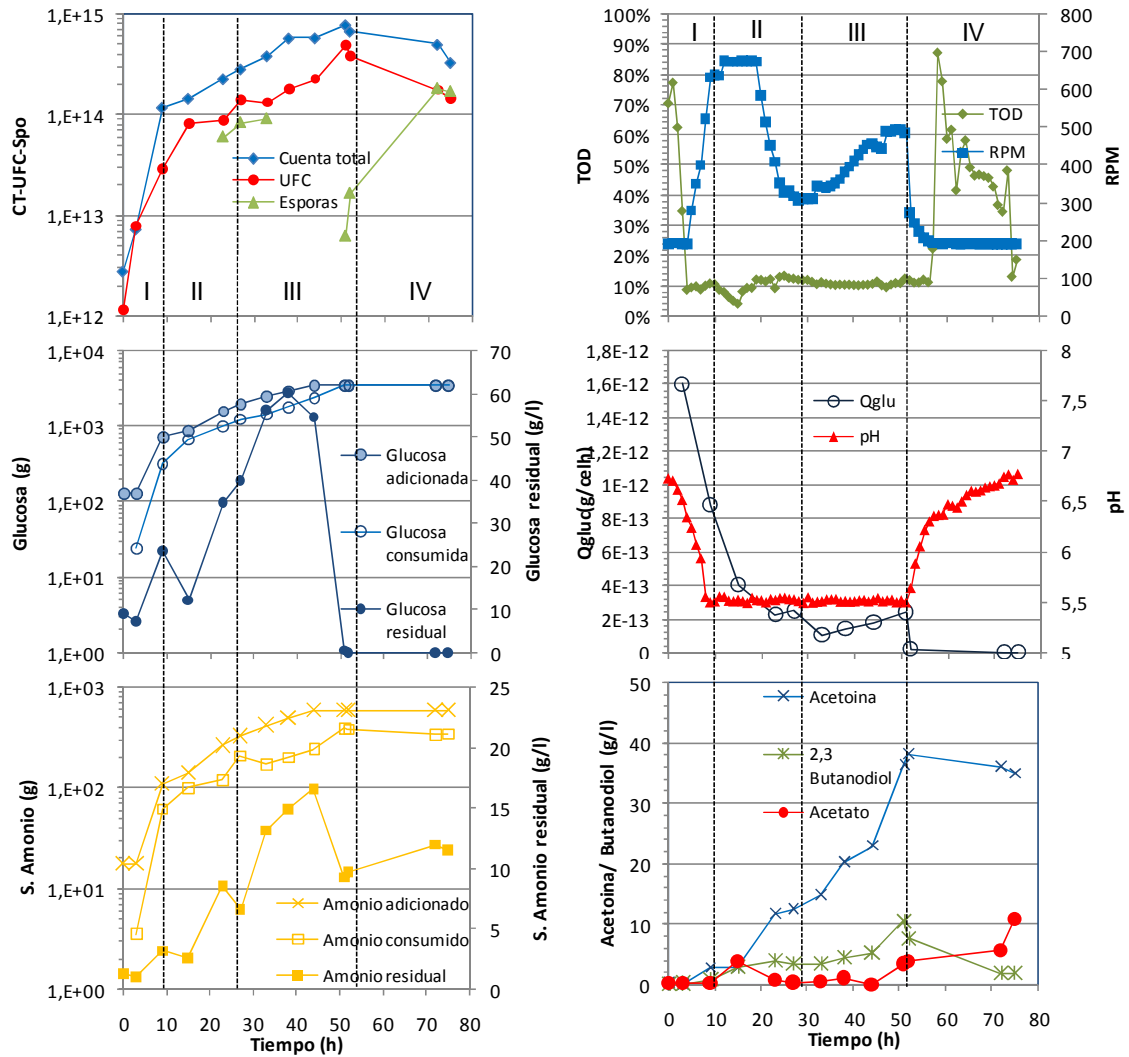 1,E+15
1,E+14
1,E+13
1,E+12
CT-UFC-Spo
Cuenta total
UFC
Esporas
I
II
III
IV
100%
90%
80%
70%
60%
50%
40%
30%
20%
10%
0%
TOD
I
II
III
IV
TOD
RPM
800
700
600
500
400
300
200
100
0
RPM
1,E+04
1,E+03
1,E+02
1,E+01
1,E+00
Glucosa (g)
Glucosa
adicionada
Glucosa
consumida
Glucosa
residual
70
60
50
40
30
20
10
0
Glucosa residual (g/l)
1,8E-12
1,6E-12
1,4E-12
1,2E-12
1E-12
8E-13
6E-13
4E-13
2E-13
0
Qgluc(g/celh)
Qglu
pH
8
7,5
7
6,5
6
5,5
5
pH
1,E+03
1,E+02
1,E+01
1,E+00
S. Amonio (g)
Amonio adicionado
Amonio consumido
Amonio residual
25
20
15
10
5
0
S. Amonio residual (g/l)
0 10 20 30 40 50 60 70 80
Tiempo (h)
50
40
30
20
10
0
Acetoina/ Butanodiol (g/l)
Acetoina
2,3
Butanodiol
Acetato
0 10 20 30 40 50 60 70 80
Tiempo (h)